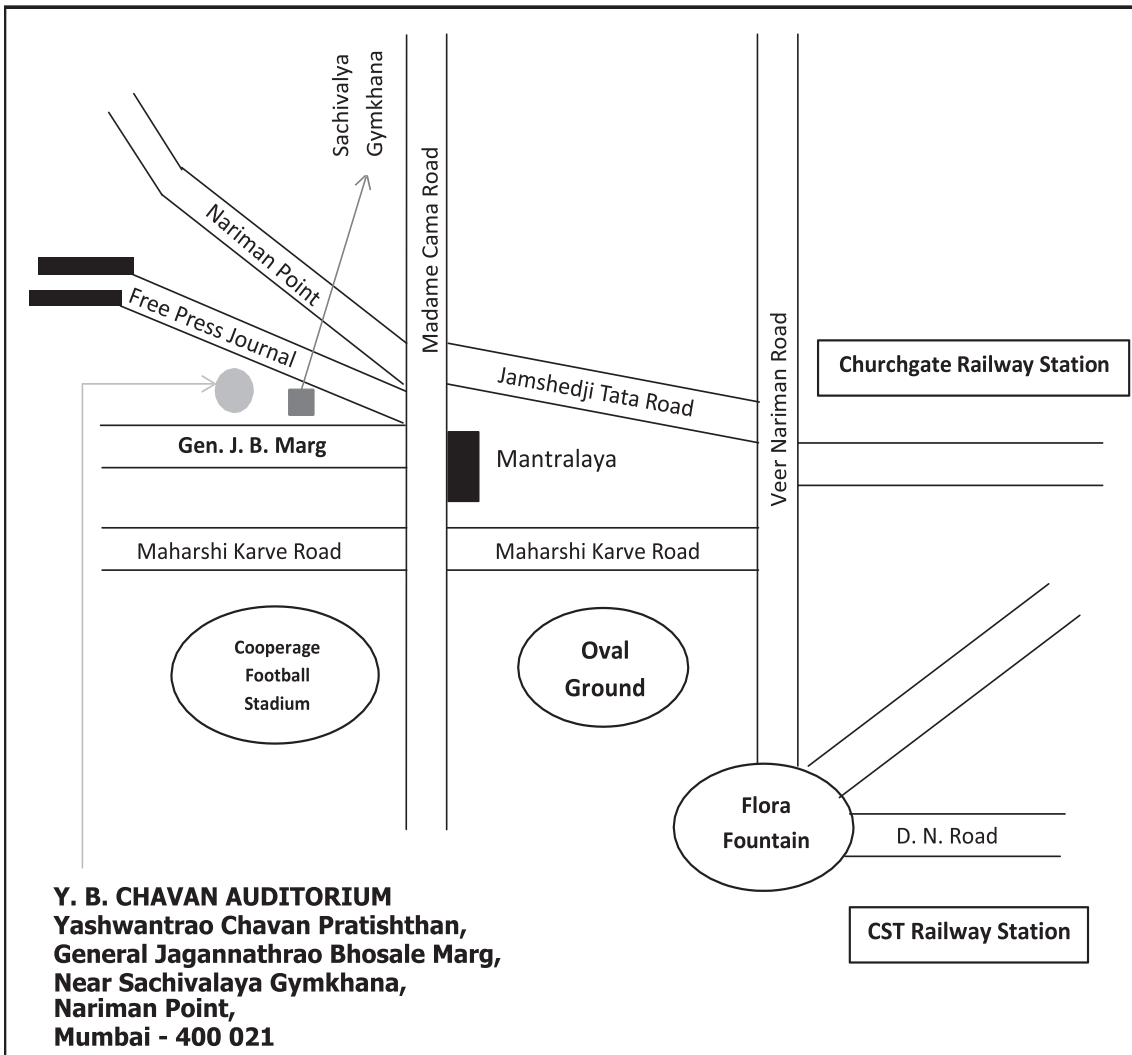 Sachivalya
Gymkhana
Madame Cama Road
Nariman Point
Free Press Journal
Veer Nariman Road
Churchgate Railway Station
Jamshedji Tata Road
Gen. J. B. Marg
Mantralaya
Maharshi Karve Road
Maharshi Karve Road
Cooperage
Football
Stadium
Oval
Ground
Flora
Fountain
D. N. Road
CST Railway Station
Y. B. CHAVAN AUDITORIUM
Yashwantrao Chavan Pratishthan,
General Jagannathrao Bhosale Marg,
Near Sachivalaya Gymkhana,
Nariman Point,
Mumbai - 400 021